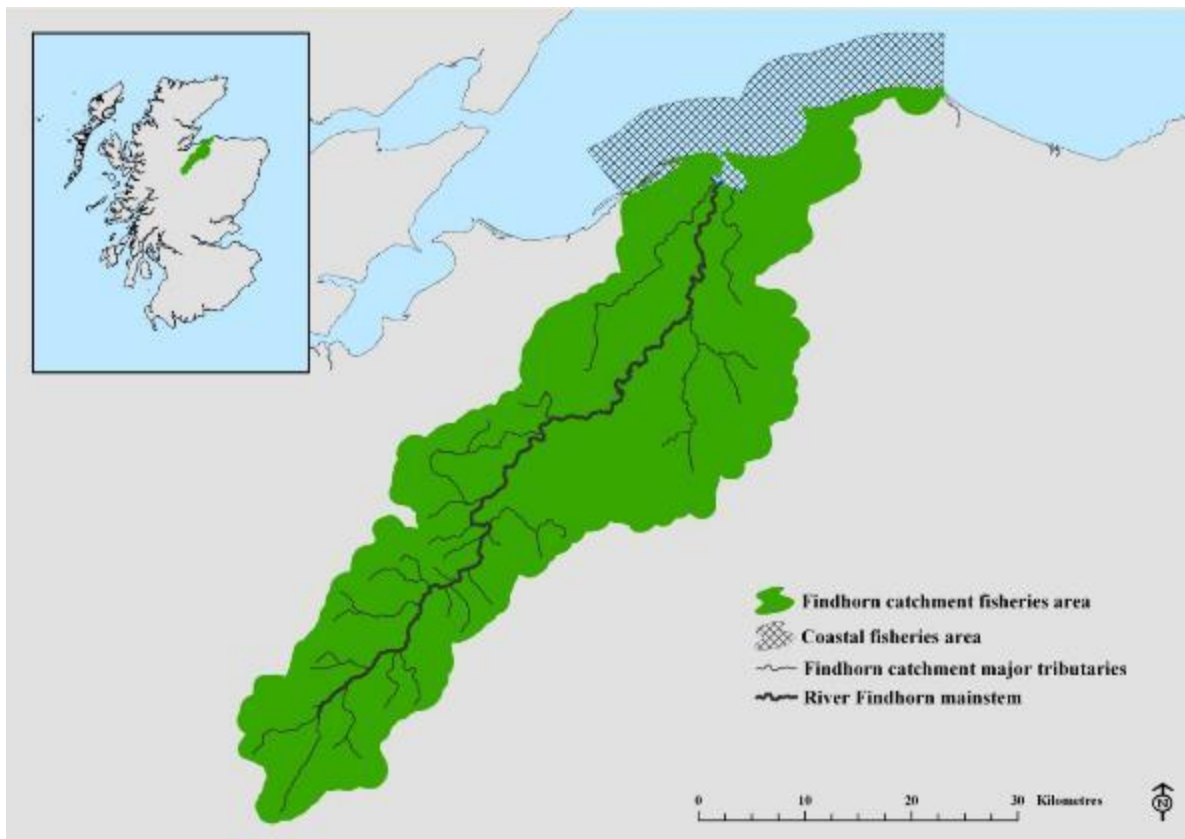 Findhorn catchment fisheries area
Coastal fisheries area
Findhorn catchment major tributaries
River Findhorn mainstem
0 10 20 30 Kilometres
N